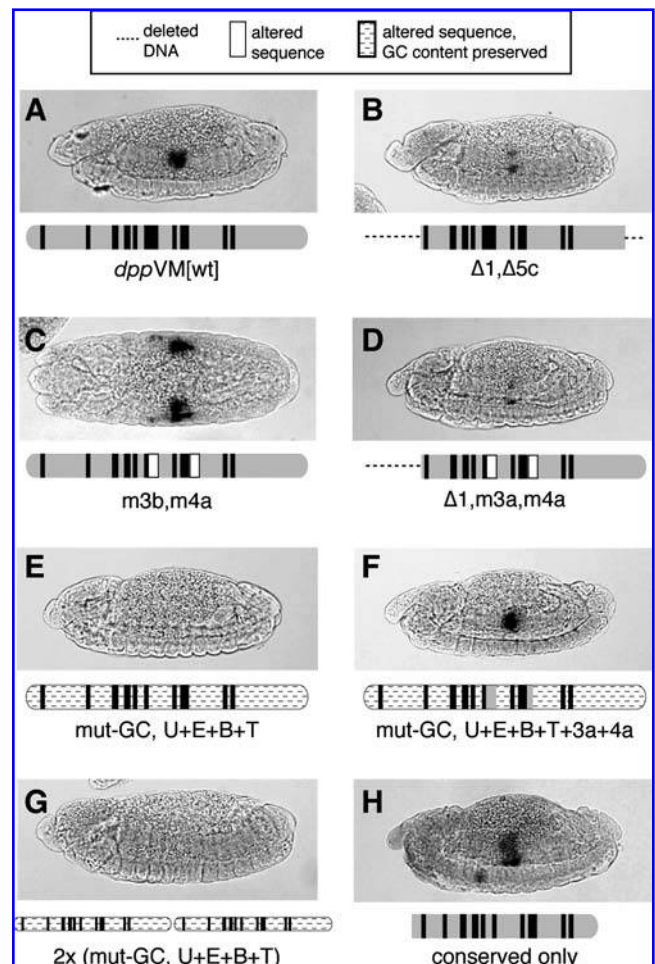 deleted DNA
altered sequence
altered sequence, GC content preserved
A
B
dppVM[wt]
Δ1,Δ5c
C
D
m3b,m4a
Δ1,m3a,m4a
E
F
mut-GC, U+E+B+T
mut-GC, U+E+B+T+3a+4a
G
H
2x (mut-GC, U+E+B+T)
conserved only